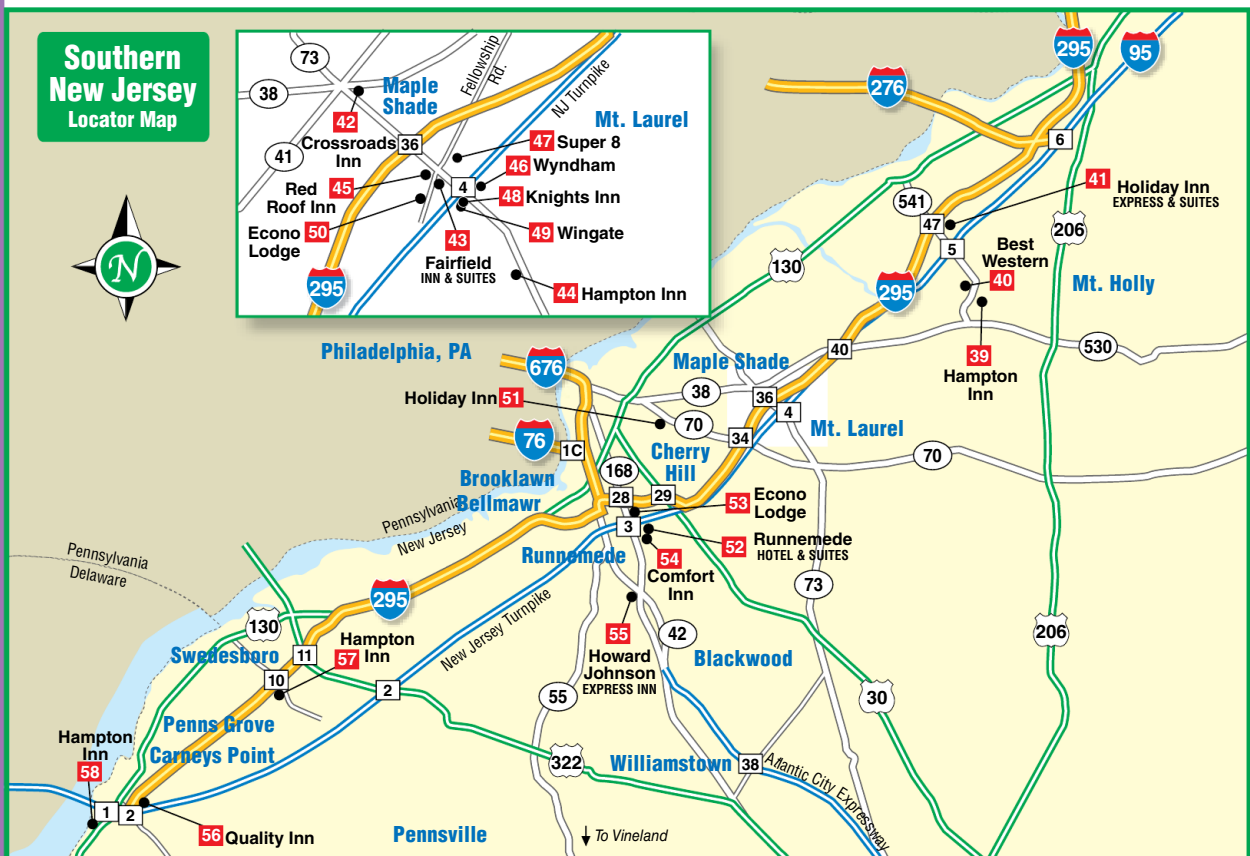 Southern
New Jersey
Locator Map
N
73
38
41
Maple
Shade
Fellowship
Rd.
NJ Turnpike
Mt. Laurel
42
Crossroads
Inn
36
47 Super 8
46 Wyndham
4
48 Knights Inn
49 Wingate
Red
Roof Inn
45
Econo
Lodge
50
43
Fairfield
INN & SUITES
44 Hampton Inn
295
295
95
276
6
41
Holiday Inn
EXPRESS & SUITES
541
47
5
206
Best
Western
40
Mt. Holly
130
295
39
Hampton
Inn
530
40
Philadelphia, PA
676
Maple Shade
38
36
4
Holiday Inn 51
70
34
Mt. Laurel
70
76
1C
Cherry
Hill
168
Brooklawn
Bellmawr
28
29
53
Econo
Lodge
3
52
Runnemede
HOTEL & SUITES
Pennsylvania
New Jersey
Runnemede
54
Comfort
Inn
Pennsylvania
Delaware
295
73
New Jersey Turnpike
55
Howard
Johnson
EXPRESS INN
42
Blackwood
206
130
Hampton
Inn
57
Swedesboro
11
10
2
55
30
Penns Grove
Carneys Point
Hampton
Inn
58
322
Williamstown
38
Atlantic City Expressway
1
2
56 Quality Inn
Pennsville
To Vineland